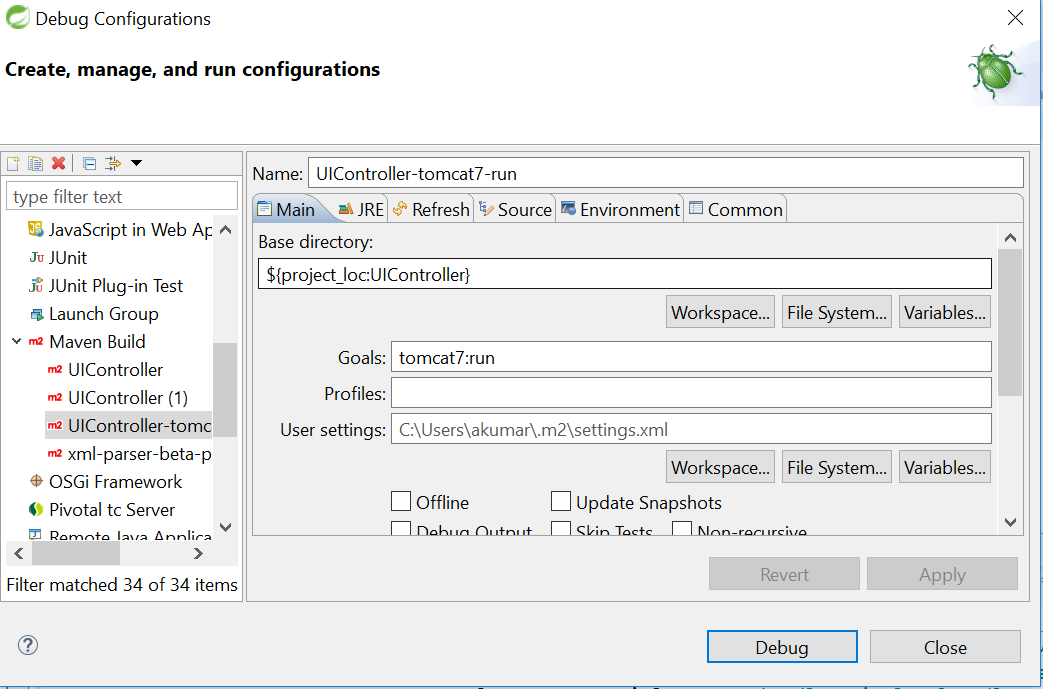 Debug Configurations
Create, manage, and run configurations
type filter text
JavaScript in Web Ap
JUnit
JUnit Plug-in Test
Launch Group
Maven Build
UIController
UIController (1)
UIController-tomc
xml-parser-beta-p
OSGi Framework
Pivotal tc Server
Remote Java Applica
Filter matched 34 of 34 items
Name: UIController-tomcat7-run
Main JRE Refresh Source Environment Common
Base directory:
${project_loc:UIController}
Workspace... File System... Variables...
Goals: tomcat7:run
Profiles:
User settings: C:\Users\akumar\.m2\settings.xml
Workspace... File System... Variables...
Offline Update Snapshots
Debug Output Skip Tests Non-recursive
Revert Apply
Debug Close